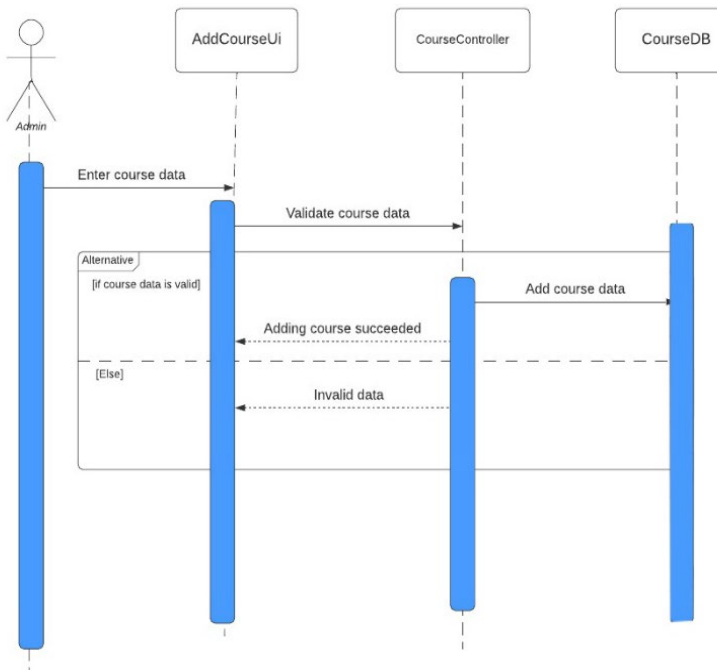 AddCourseUi
CourseController
CourseDB
Admin
Enter course data
Validate course data
Alternative
[if course data is valid]
Add course data
Adding course succeeded
[Else]
Invalid data